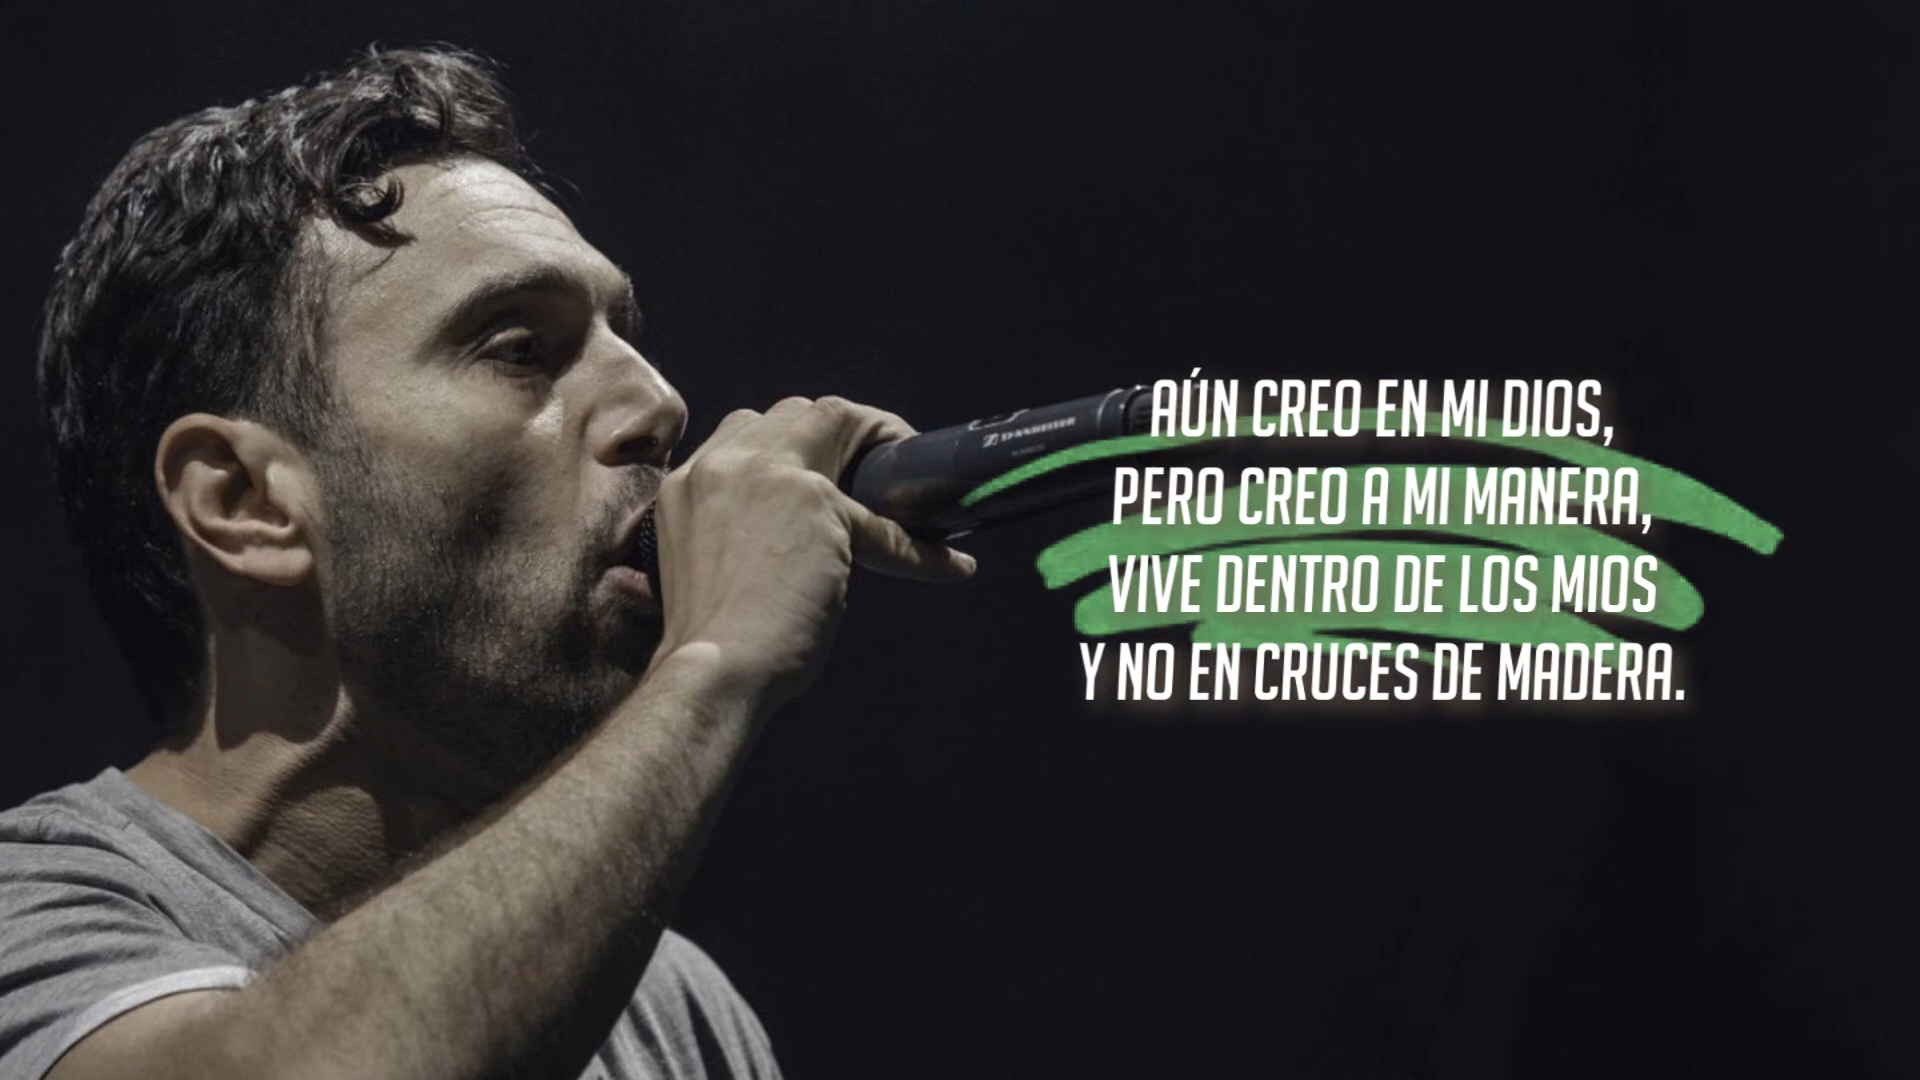 SENNHEISER
AÚN CREO EN MI DIOS,
PERO CREO A MI MANERA,
VIVE DENTRO DE LOS MIOS
Y NO EN CRUCES DE MADERA.